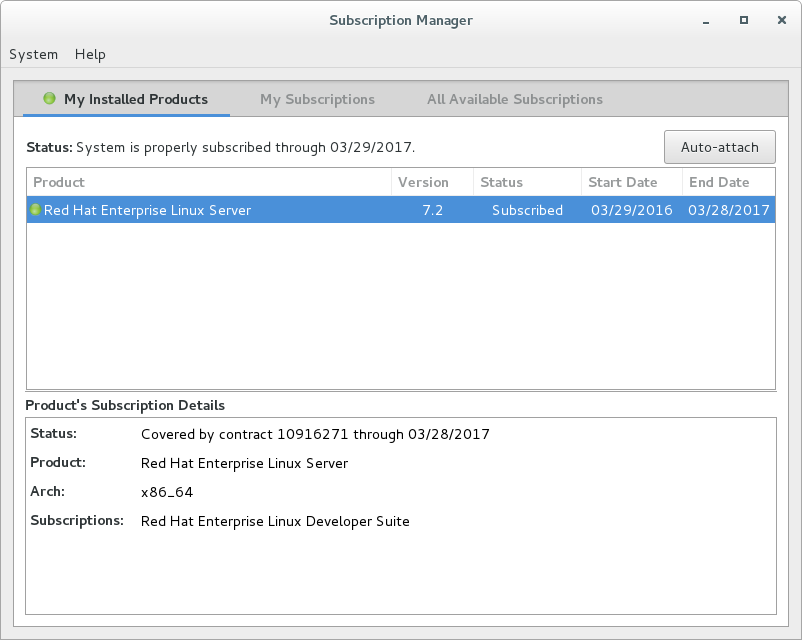 Subscription Manager
System Help
My Installed Products My Subscriptions All Available Subscriptions
Status: System is properly subscribed through 03/29/2017. Auto-attach
Product Version Status Start Date End Date
Red Hat Enterprise Linux Server 7.2 Subscribed 03/29/2016 03/28/2017
Product's Subscription Details
Status: Covered by contract 10916271 through 03/28/2017
Product: Red Hat Enterprise Linux Server
Arch: x86_64
Subscriptions: Red Hat Enterprise Linux Developer Suite